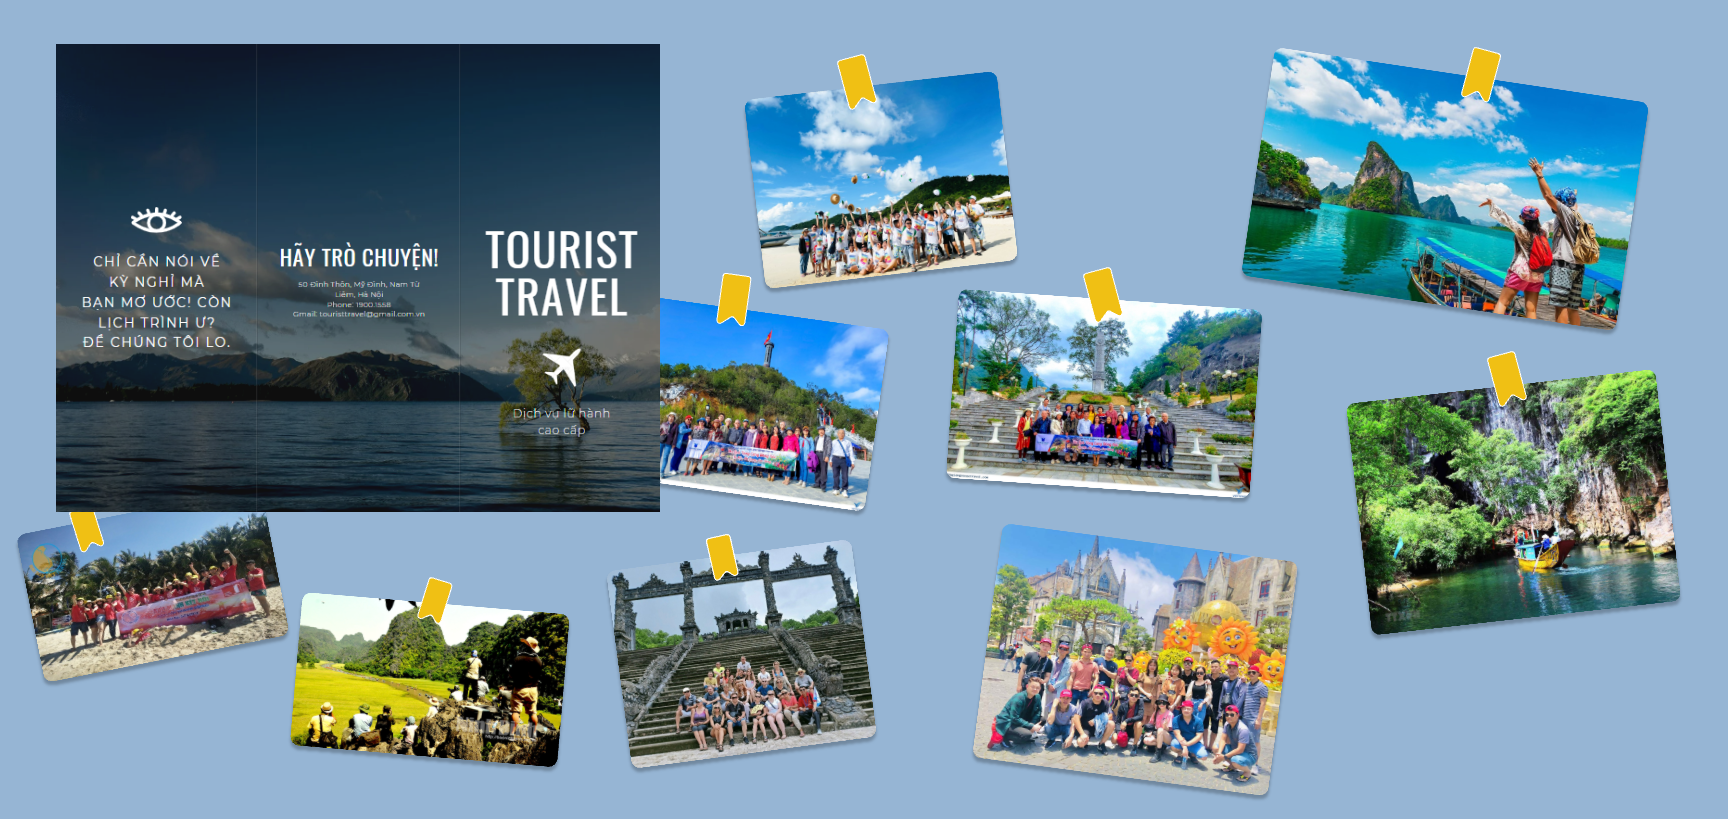 CHỈ CẦN NÓI VỀ
KỲ NGHỈ MÀ
BẠN MƠ ƯỚC! CÒN
LỊCH TRÌNH Ư?
ĐỂ CHÚNG TÔI LO.
HÃY TRÒ CHUYỆN!
50 Đình Thôn, Mỹ Đình, Nam Từ
Liêm, Hà Nội
Phone: 1900.1558
Gmail: touristtravel@gmail.com.vn
TOURIST
TRAVEL
Dịch vụ lữ hành
cao cấp